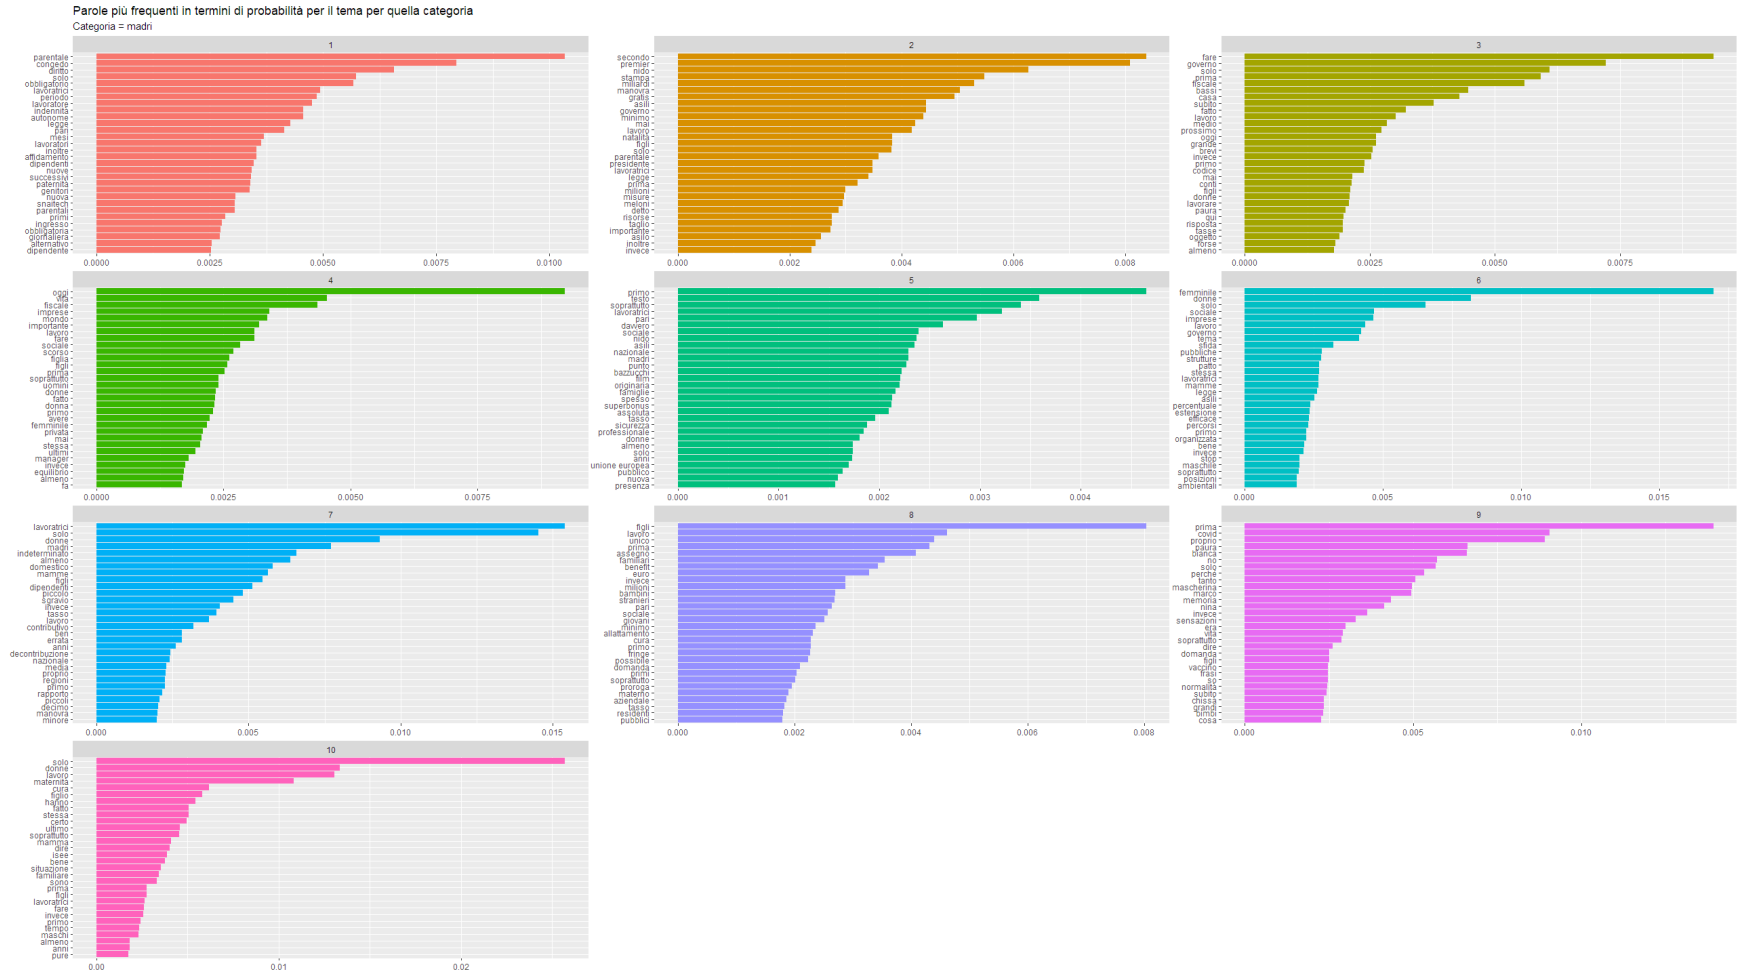 Parole più frequenti in termini di probabilità per il tema per quella categoria
Categoria = madri
1
parentale
congedo
diritto
solo
obbligatorio
lavoratrici
periodo
lavoratore
indennità
autonome
legge
pari
mesi
lavoratori
inoltre
affidamento
dipendenti
nuove
successivi
paternità
genitori
nuova
snaitech
parentali
primi
ingresso
obbligatoria
giornaliera
alternativo
dipendente
0.0000 0.0025 0.0050 0.0075 0.0100
2
secondo
premier
nido
stampa
miliardi
manovra
gratis
asili
governo
minimo
mai
lavoro
natalità
figli
solo
parentale
presidente
lavoratrici
legge
prima
milioni
misure
meloni
detto
risorse
taglio
importante
asilo
inoltre
invece
0.000 0.002 0.004 0.006 0.008
3
fare
governo
solo
prima
fiscale
bassi
casa
subito
fatto
lavoro
medio
prossimo
oggi
grande
brevi
invece
primo
codice
mai
conti
figli
donne
lavorare
paura
qui
risposta
tasse
oggetto
forse
almeno
0.0000 0.0025 0.0050 0.0075
4
oggi
vita
fiscale
imprese
mondo
importante
lavoro
fare
sociale
scorso
figlia
figli
prima
soprattutto
uomini
donne
fatto
donna
primo
avere
femminile
privata
mai
stessa
ultimi
manager
invece
equilibrio
almeno
fa
0.0000 0.0025 0.0050 0.0075
5
primo
testo
soprattutto
lavoratrici
pari
davvero
sociale
nido
asili
nazionale
madri
punto
bazzucchi
film
originaria
famiglie
spesso
superbonus
assoluta
tasso
sicurezza
professionale
donne
almeno
solo
anni
unione europea
pubblico
nuova
presenza
0.000 0.001 0.002 0.003 0.004
6
femminile
donne
solo
sociale
imprese
lavoro
governo
tema
sfida
pubbliche
strutture
patto
stessa
lavoratrici
mamme
legge
asili
percentuale
estensione
efficace
percorsi
primo
organizzata
bene
invece
stop
maschile
soprattutto
posizioni
ambientali
0.000 0.005 0.010 0.015
7
lavoratrici
solo
donne
madri
indeterminato
almeno
domestico
mamme
figli
dipendenti
piccolo
sgravio
invece
tasso
lavoro
contributivo
ben
errata
anni
decontribuzione
nazionale
media
proprio
regioni
primo
rapporto
piccoli
decimo
manovra
minore
0.000 0.005 0.010 0.015
8
figli
lavoro
unico
prima
assegno
familiari
benefit
euro
invece
milioni
bambini
stranieri
pari
sociale
giovani
minimo
allattamento
cura
primo
fringe
possibile
domanda
primi
soprattutto
proroga
materno
aziendale
tasso
residenti
pubblici
0.000 0.002 0.004 0.006 0.008
9
prima
covid
proprio
paura
bianca
no
solo
perché
tanto
mascherina
marco
memoria
nina
invece
sensazioni
era
vita
soprattutto
dire
domanda
figli
vaccino
frasi
so
normalità
subito
chissà
grandi
bimbi
cosa
0.000 0.005 0.010
10
solo
donne
lavoro
maternità
cura
figlio
hanno
fatto
stessa
certo
ultimo
soprattutto
mamma
dire
isee
bene
situazione
familiare
sono
prima
figli
lavoratrici
fare
invece
primo
tempo
maschi
almeno
anni
pure
0.00 0.01 0.02